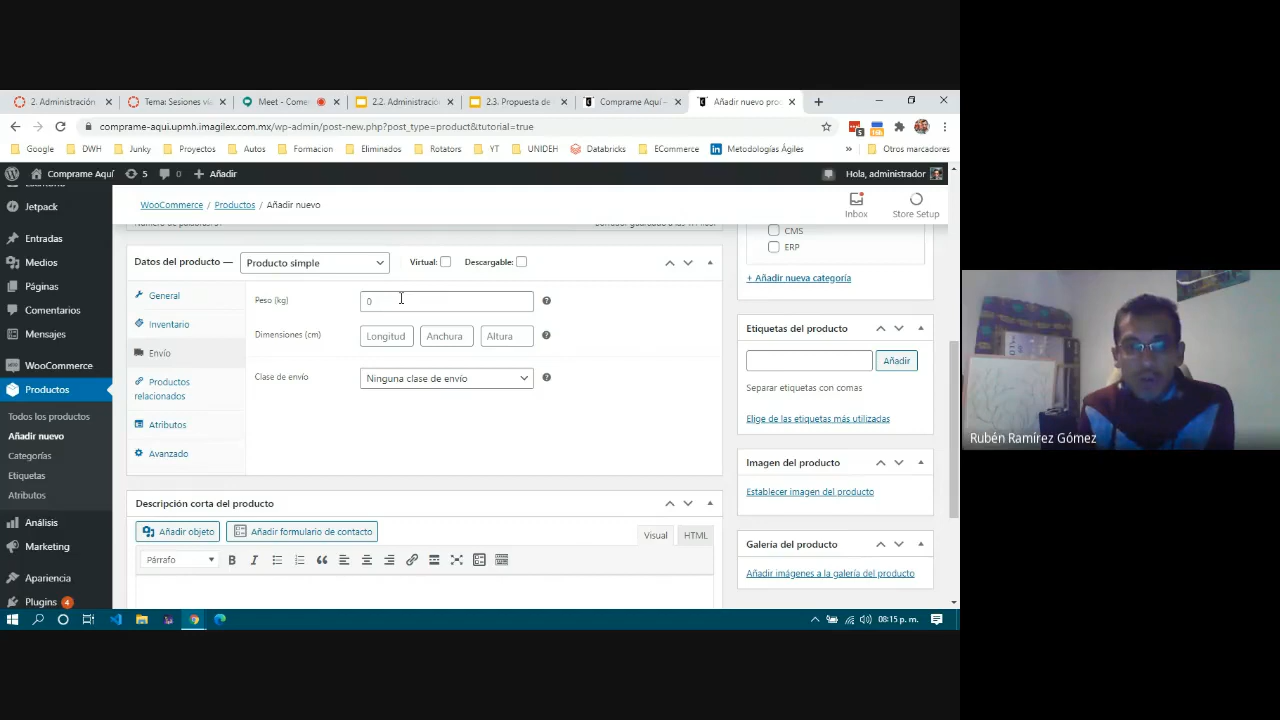 2. Administración
Tema: Sesiones vi
Meet - Come
2.2. Administració
2.3. Propuesta de
Comprame Aquí –
Añadir nuevo pro
comprame-aqui.upmh.imagilex.com.mx/wp-admin/post-new.php?post_type=product&tutorial=true
Google
DWH
Junky
Proyectos
Autos
Formacion
Eliminados
Rotators
YT
UNIDEH
Databricks
ECommerce
Metodologías Ágiles
»
Otros marcadores
Comprame Aquí
5
0
Añadir
Hola, administrador
Jetpack
Entradas
Medios
Páginas
Comentarios
Mensajes
WooCommerce
Productos
Todos los productos
Añadir nuevo
Categorías
Etiquetas
Atributos
Análisis
Marketing
Apariencia
Plugins 4
WooCommerce / Productos / Añadir nuevo
Inbox
Store Setup
Datos del producto — Producto simple
Virtual:
Descargable:
General
Inventario
Envío
Productos
relacionados
Atributos
Avanzado
Peso (kg) 0
Dimensiones (cm) Longitud Anchura Altura
Clase de envío Ninguna clase de envío
Descripción corta del producto
Añadir objeto
Añadir formulario de contacto
Visual
HTML
Párrafo
CMS
ERP
+ Añadir nueva categoría
Etiquetas del producto
Añadir
Separar etiquetas con comas
Elige de las etiquetas más utilizadas
Imagen del producto
Establecer imagen del producto
Galería del producto
Añadir imágenes a la galería del producto
08:15 p. m.
Rubén Ramírez Gómez